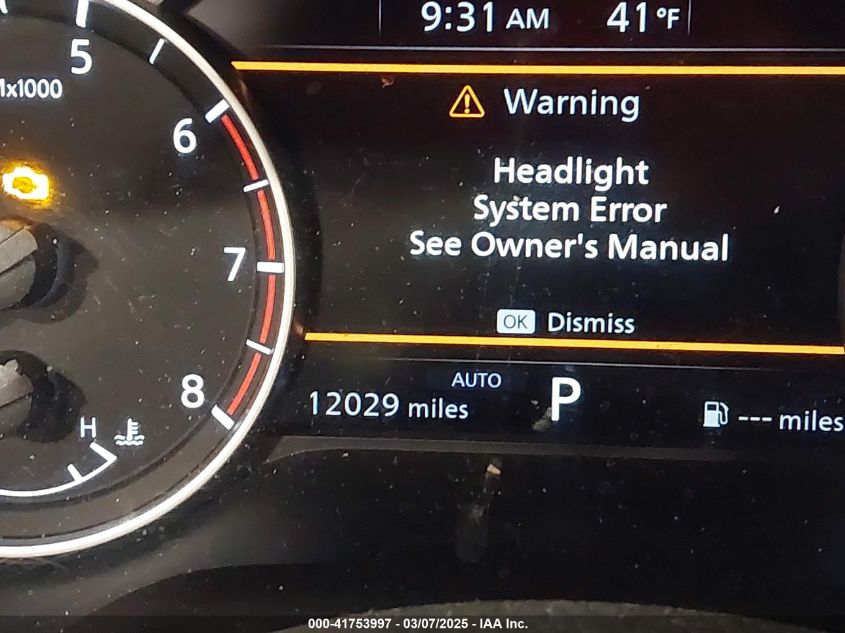 9:31 AM 41°F
5
x1000
6
Warning
Headlight
System Error
See Owner's Manual
7
OK Dismiss
8
AUTO
12029 miles P --- miles
H
000-41753997 - 03/07/2025 - IAA Inc.